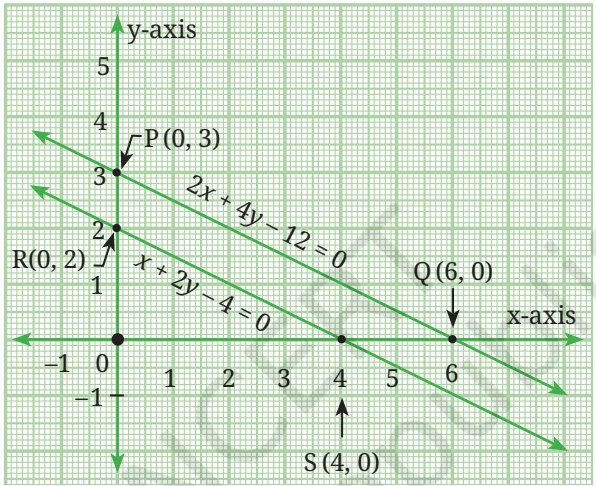 y-axis
5
4
P (0, 3)
3
2x + 4y – 12 = 0
2
R(0, 2)
x + 2y – 4 = 0
1
Q (6, 0)
x-axis
–1 0 1 2 3 4 5 6
–1
S (4, 0)